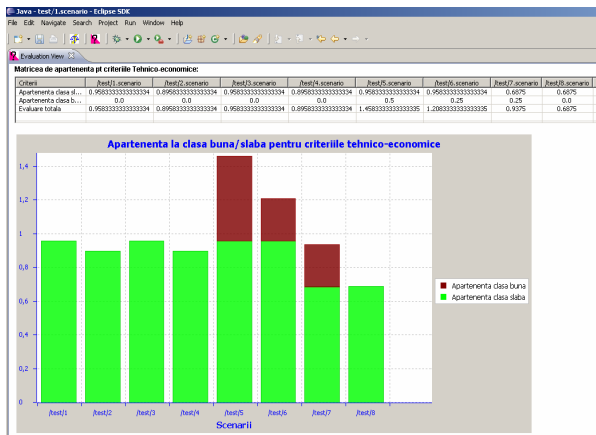 Java - test/1.scenario - Eclipse SDK
File Edit Navigate Search Project Run Window Help
Evaluation View
Matricea de apartenenta pt criteriile Tehnico-economice:
Criterii /test/1.scenario /test/2.scenario /test/3.scenario /test/4.scenario /test/5.scenario /test/6.scenario /test/7.scenario /test/8.scenario
Apartenenta clasa sl... 0.9583333333333334 0.8958333333333334 0.9583333333333334 0.8958333333333334 0.9583333333333334 0.9583333333333334 0.6875 0.6875
Apartenenta clasa b... 0.0 0.0 0.0 0.0 0.5 0.25 0.25 0.0
Evaluare totala 0.9583333333333334 0.8958333333333334 0.9583333333333334 0.8958333333333334 1.4583333333333335 1.2083333333333335 0.9375 0.6875
Apartenenta la clasa buna/slaba pentru criteriile tehnico-economice
1,4
1,2
1
0,8
0,6
0,4
0,2
0
Apartenenta clasa buna
Apartenenta clasa slaba
/test/1 /test/2 /test/3 /test/4 /test/5 /test/6 /test/7 /test/8
Scenarii